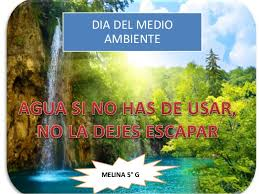 DIA DEL MEDIO
AMBIENTE
AGUA SI NO HAS DE USAR,
NO LA DEJES ESCAPAR
MELINA 5° G